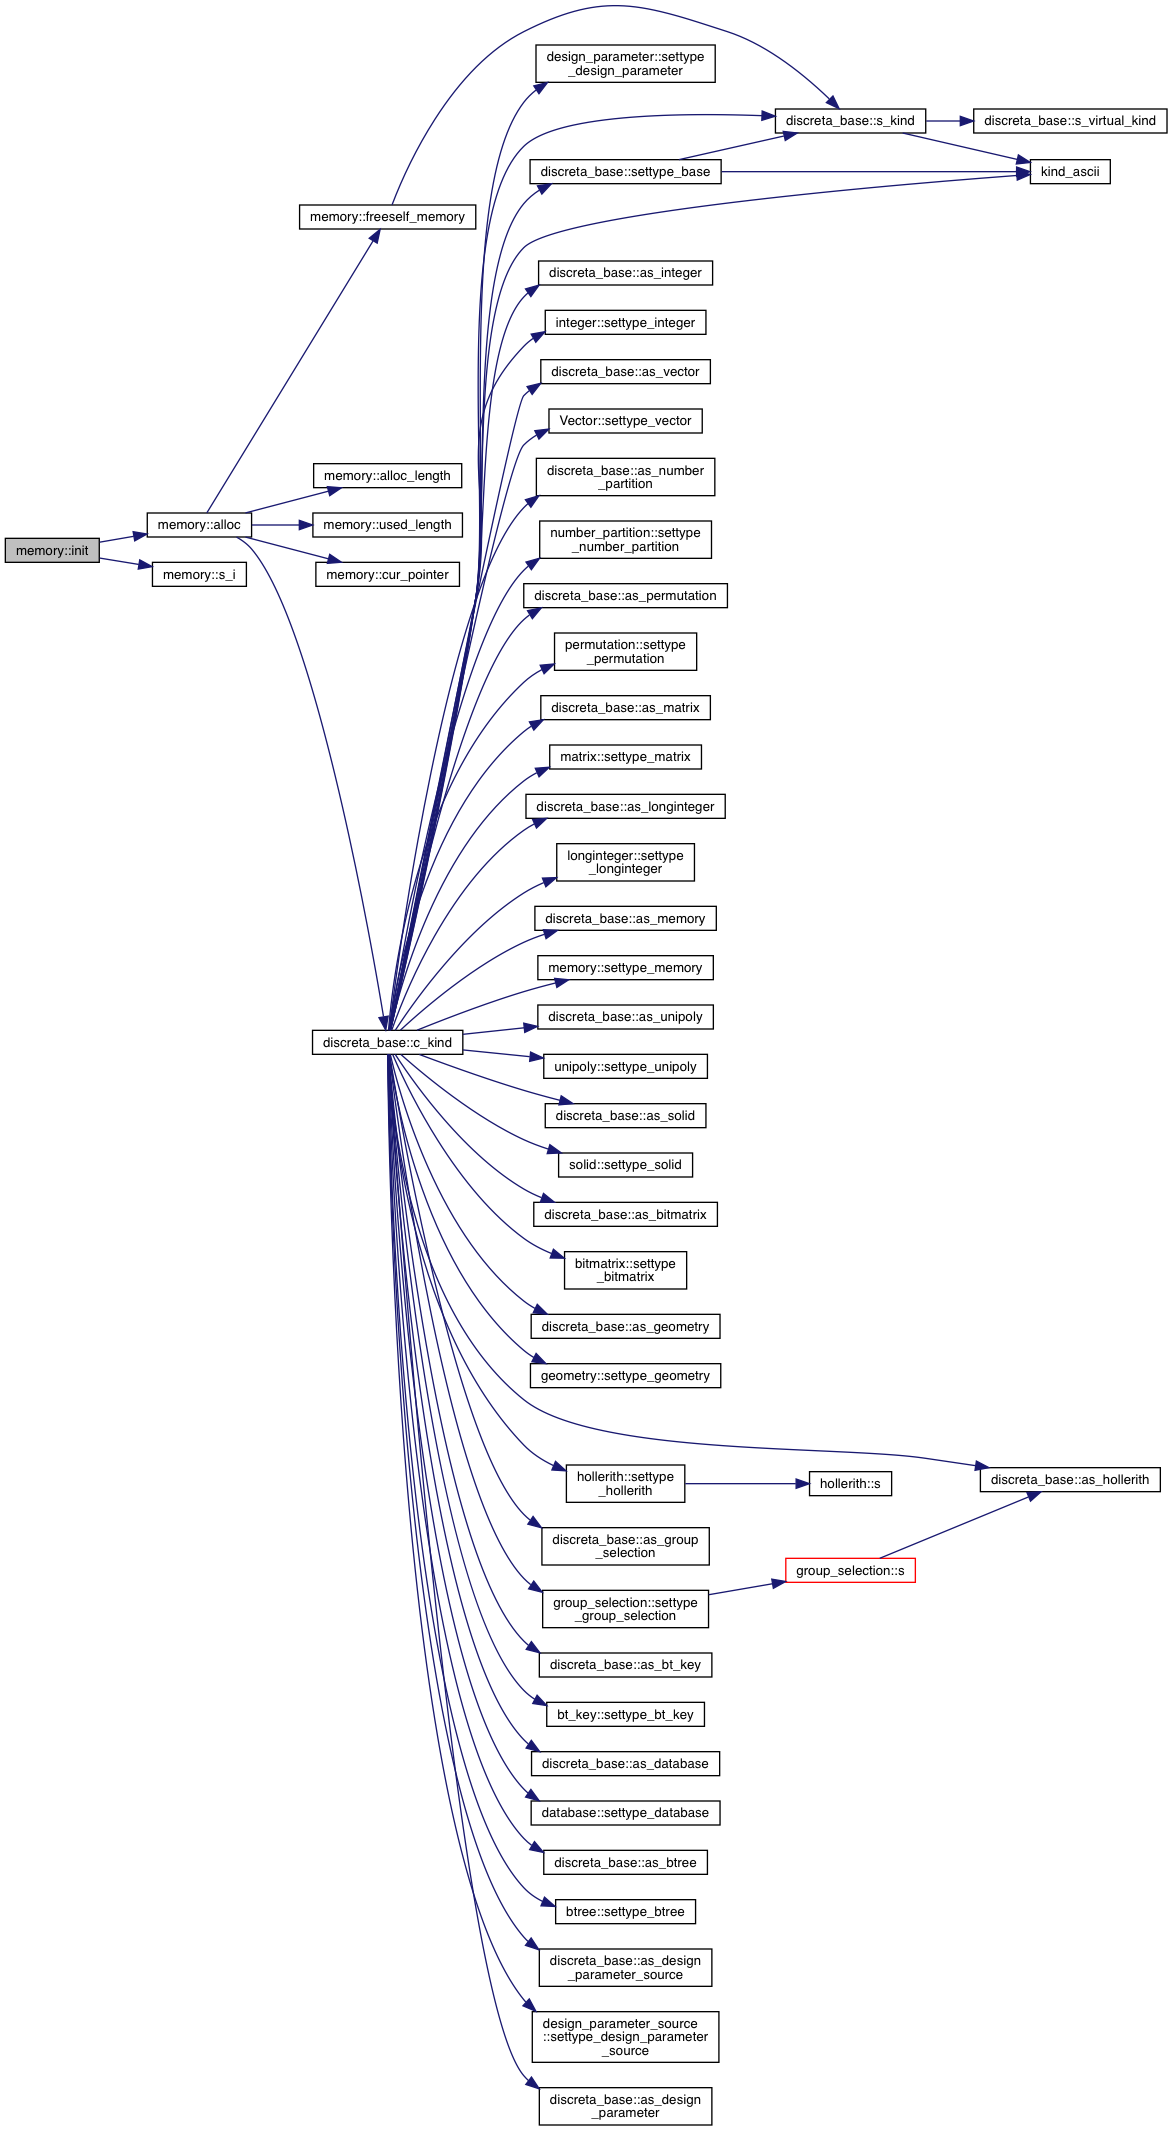 memory::init
memory::alloc
memory::s_i
memory::freeself_memory
memory::alloc_length
memory::used_length
memory::cur_pointer
discreta_base::c_kind
design_parameter::settype
_design_parameter
discreta_base::s_kind
discreta_base::s_virtual_kind
discreta_base::settype_base
kind_ascii
discreta_base::as_integer
integer::settype_integer
discreta_base::as_vector
Vector::settype_vector
discreta_base::as_number
_partition
number_partition::settype
_number_partition
discreta_base::as_permutation
permutation::settype
_permutation
discreta_base::as_matrix
matrix::settype_matrix
discreta_base::as_longinteger
longinteger::settype
_longinteger
discreta_base::as_memory
memory::settype_memory
discreta_base::as_unipoly
unipoly::settype_unipoly
discreta_base::as_solid
solid::settype_solid
discreta_base::as_bitmatrix
bitmatrix::settype
_bitmatrix
discreta_base::as_geometry
geometry::settype_geometry
hollerith::settype
_hollerith
hollerith::s
discreta_base::as_hollerith
discreta_base::as_group
_selection
group_selection::settype
_group_selection
group_selection::s
discreta_base::as_bt_key
bt_key::settype_bt_key
discreta_base::as_database
database::settype_database
discreta_base::as_btree
btree::settype_btree
discreta_base::as_design
_parameter_source
design_parameter_source
::settype_design_parameter
_source
discreta_base::as_design
_parameter